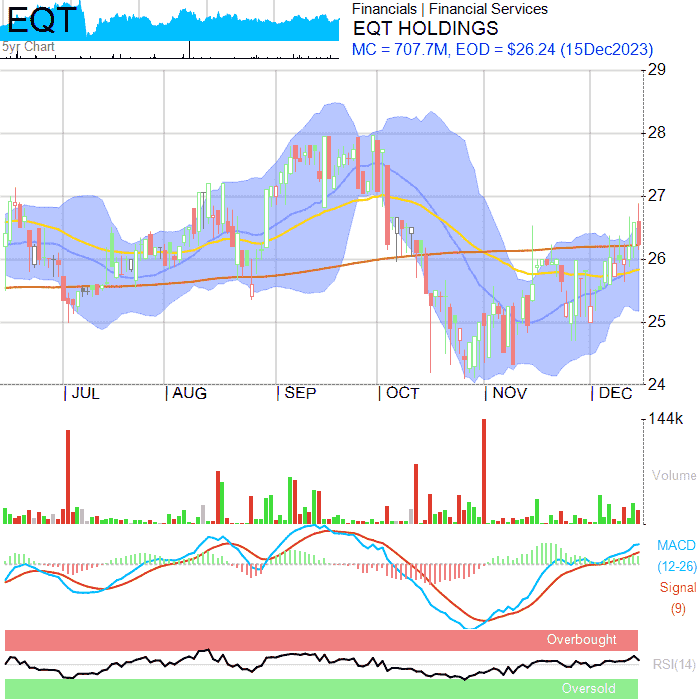 EQT
5yr Chart
Financials | Financial Services
EQT HOLDINGS
MC = 707.7M, EOD = $26.24 (15Dec2023)
29
28
27
26
25
24
JUL AUG SEP OCT NOV DEC
144k
Volume
MACD
(12-26)
Signal
(9)
Overbought
RSI(14)
Oversold